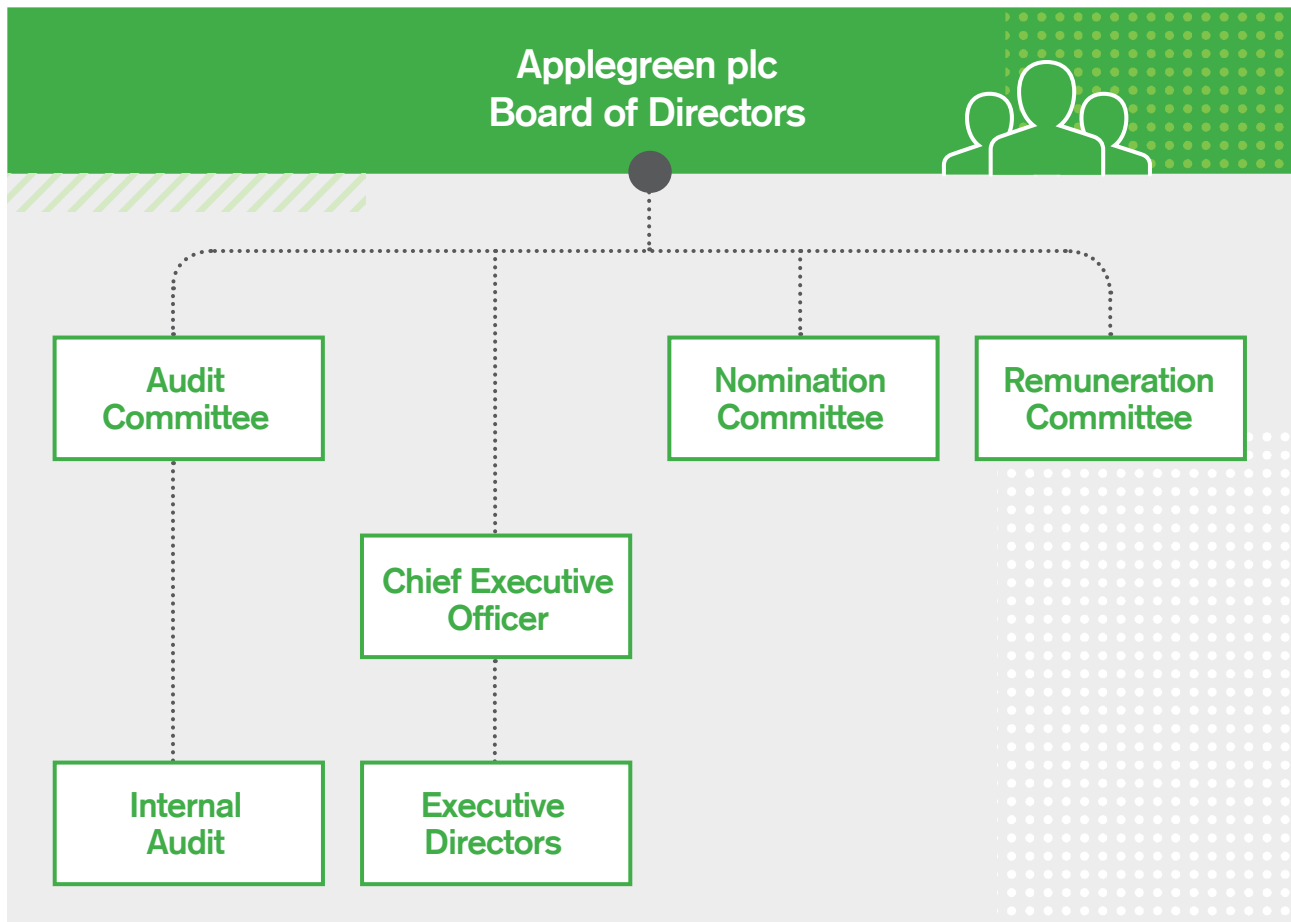 Applegreen plc
Board of Directors
Audit
Committee
Nomination
Committee
Remuneration
Committee
Chief Executive
Officer
Internal
Audit
Executive
Directors